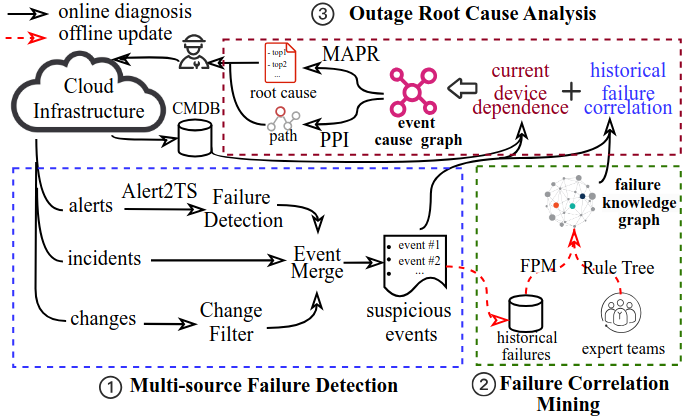 online diagnosis
offline update
③ Outage Root Cause Analysis
Cloud
Infrastructure
CMDB
- top1
- top2
...
root cause
path
MAPR
PPI
event
cause graph
current
device
dependence
+
historical
failure
correlation
alerts
Alert2TS
Failure
Detection
incidents
Event
Merge
changes
Change
Filter
event #1
event #2
...
suspicious
events
① Multi-source Failure Detection
failure
knowledge
graph
FPM
Rule Tree
historical
failures
expert teams
② Failure Correlation
Mining